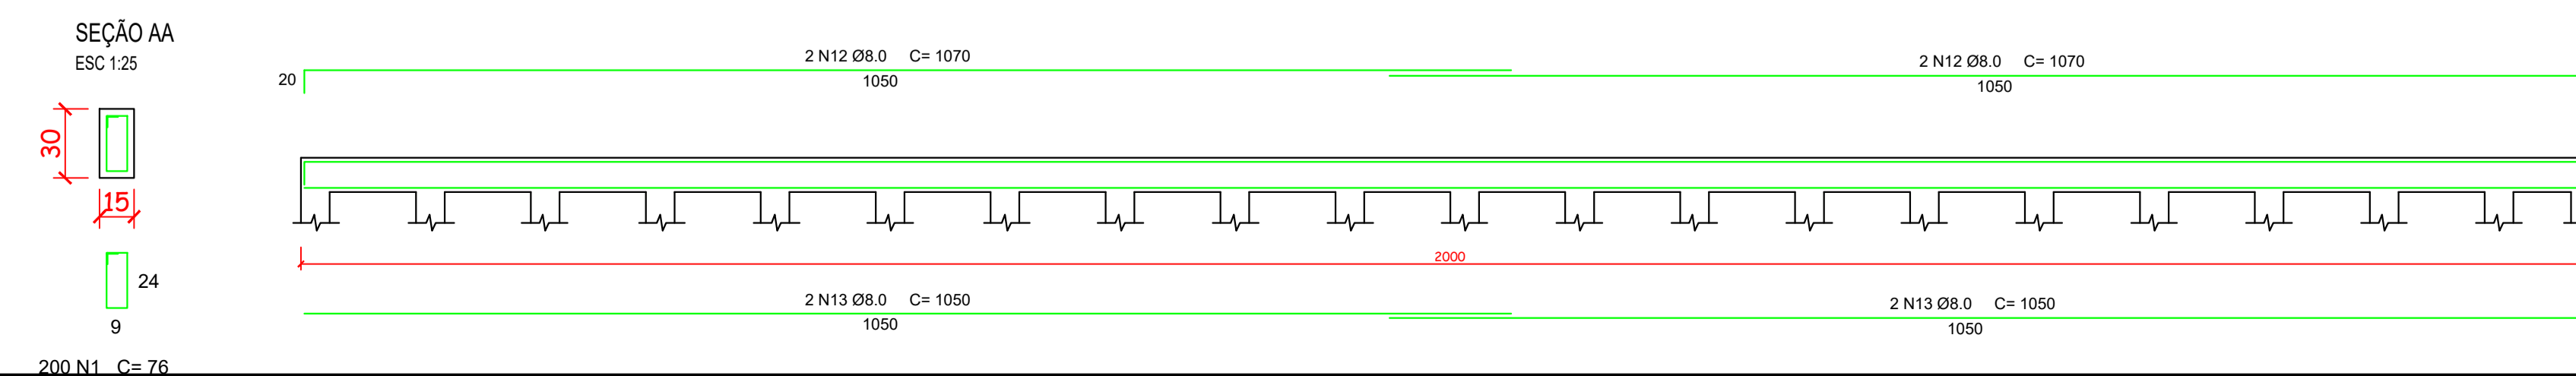 SEÇÃO AA
ESC 1:25
30
15
24
9
200 N1 C= 76
2 N12 Ø8.0 C= 1070
20
1050
2 N12 Ø8.0 C= 1070
1050
2000
2 N13 Ø8.0 C= 1050
1050
2 N13 Ø8.0 C= 1050
1050